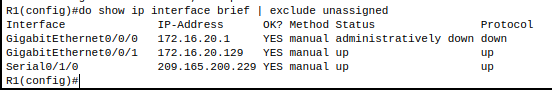 R1(config)#do show ip interface brief | exclude unassigned
Interface              IP-Address      OK? Method Status                Protocol
GigabitEthernet0/0/0   172.16.20.1     YES manual administratively down down
GigabitEthernet0/0/1   172.16.20.129   YES manual up                    up
Serial0/1/0            209.165.200.229 YES manual up                    up
R1(config)#